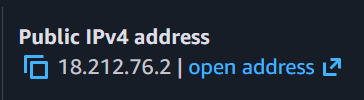 Public IPv4 address
18.212.76.2 | open address